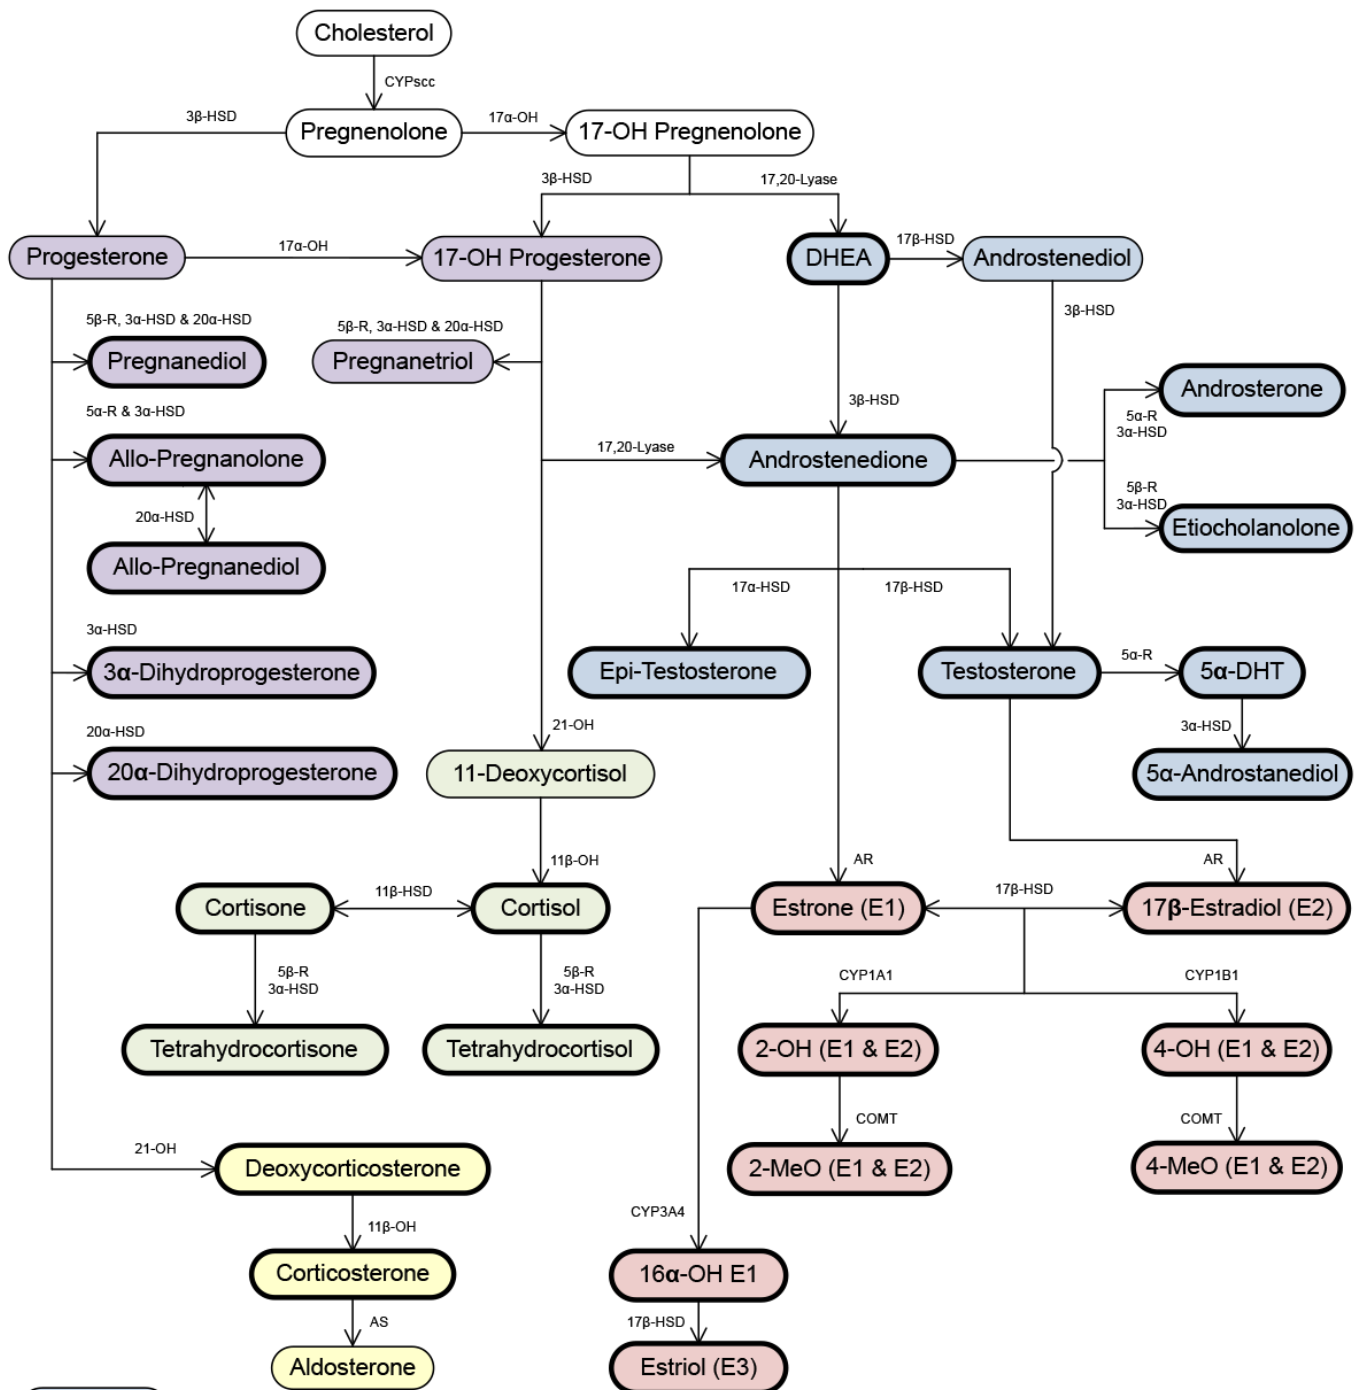 Cholesterol
CYPscc
3β-HSD
Pregnenolone
17α-OH
17-OH Pregnenolone
3β-HSD
17,20-Lyase
Progesterone
17α-OH
17-OH Progesterone
DHEA
17β-HSD
Androstenediol
3β-HSD
5β-R, 3α-HSD & 20α-HSD
Pregnanediol
5β-R, 3α-HSD & 20α-HSD
Pregnanetriol
Androsterone
5α-R
3α-HSD
3β-HSD
5α-R & 3α-HSD
Allo-Pregnanolone
17,20-Lyase
Androstenedione
5β-R
3α-HSD
Etiocholanolone
20α-HSD
Allo-Pregnanediol
17α-HSD
17β-HSD
3α-HSD
3α-Dihydroprogesterone
Epi-Testosterone
Testosterone
5α-R
5α-DHT
20α-HSD
20α-Dihydroprogesterone
21-OH
11-Deoxycortisol
3α-HSD
5α-Androstanediol
11β-OH
AR
AR
Cortisone
11β-HSD
Cortisol
Estrone (E1)
17β-HSD
17β-Estradiol (E2)
5β-R
3α-HSD
5β-R
3α-HSD
CYP1A1
CYP1B1
Tetrahydrocortisone
Tetrahydrocortisol
2-OH (E1 & E2)
4-OH (E1 & E2)
COMT
COMT
21-OH
Deoxycorticosterone
2-MeO (E1 & E2)
4-MeO (E1 & E2)
CYP3A4
11β-OH
Corticosterone
16α-OH E1
AS
17β-HSD
Aldosterone
Estriol (E3)